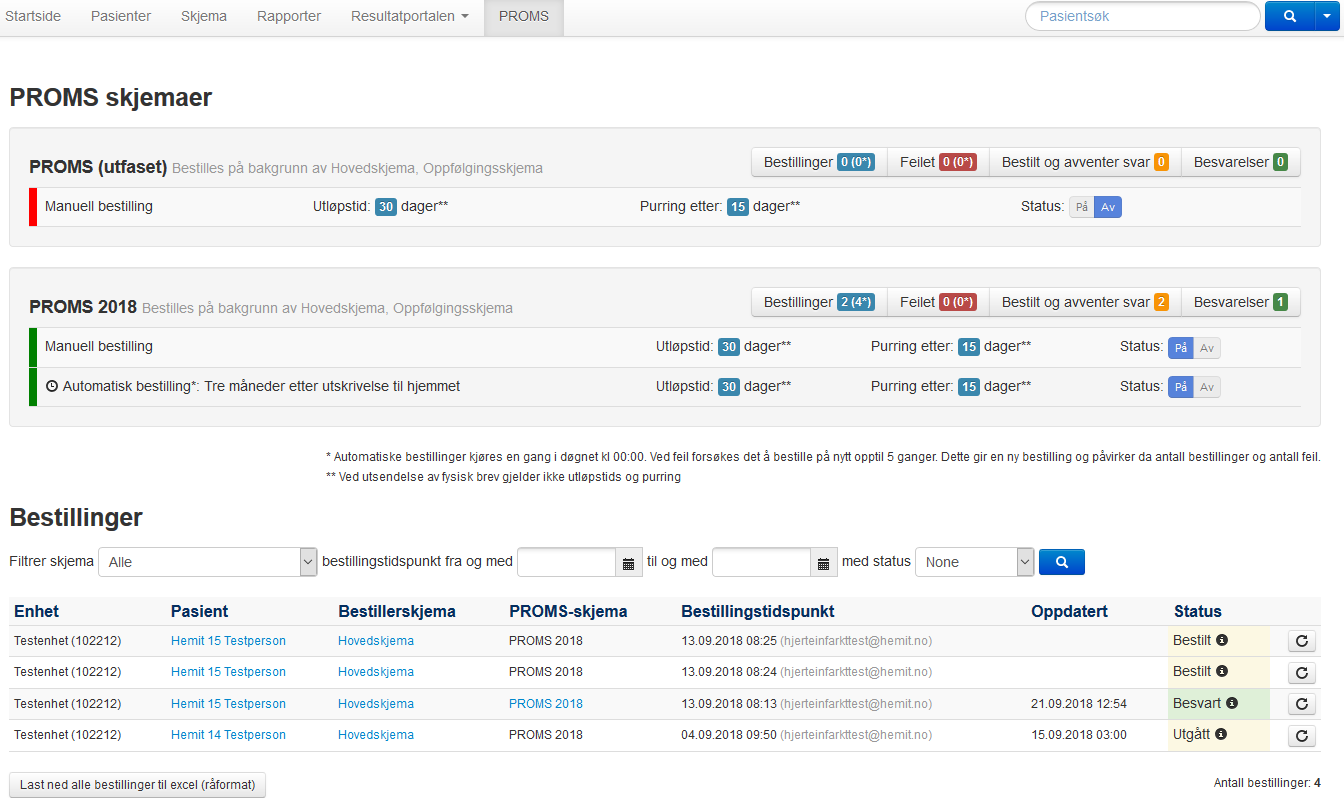 Startside Pasienter Skjema Rapporter Resultatportalen PROMS Pasientsøk
PROMS skjemaer
PROMS (utfaset) Bestilles på bakgrunn av Hovedskjema, Oppfølgingsskjema Bestillinger 0 (0*) Feilet 0 (0*) Bestilt og avventer svar 0 Besvarelser 0
Manuell bestilling Utløpstid: 30 dager** Purring etter: 15 dager** Status: På Av
PROMS 2018 Bestilles på bakgrunn av Hovedskjema, Oppfølgingsskjema Bestillinger 2 (4*) Feilet 0 (0*) Bestilt og avventer svar 2 Besvarelser 1
Manuell bestilling Utløpstid: 30 dager** Purring etter: 15 dager** Status: På Av
Automatisk bestilling*: Tre måneder etter utskrivelse til hjemmet Utløpstid: 30 dager** Purring etter: 15 dager** Status: På Av
* Automatiske bestillinger kjøres en gang i døgnet kl 00:00. Ved feil forsøkes det å bestille på nytt opptil 5 ganger. Dette gir en ny bestilling og påvirker da antall bestillinger og antall feil.
** Ved utsendelse av fysisk brev gjelder ikke utløpstids og purring
Bestillinger
Filtrer skjema Alle bestillingstidspunkt fra og med til og med med status None
Enhet Pasient Bestillerskjema PROMS-skjema Bestillingstidspunkt Oppdatert Status
Testenhet (102212) Hemit 15 Testperson Hovedskjema PROMS 2018 13.09.2018 08:25 (hjerteinfarkttest@hemit.no) Bestilt
Testenhet (102212) Hemit 15 Testperson Hovedskjema PROMS 2018 13.09.2018 08:24 (hjerteinfarkttest@hemit.no) Bestilt
Testenhet (102212) Hemit 15 Testperson Hovedskjema PROMS 2018 13.09.2018 08:13 (hjerteinfarkttest@hemit.no) 21.09.2018 12:54 Besvart
Testenhet (102212) Hemit 14 Testperson Hovedskjema PROMS 2018 04.09.2018 09:50 (hjerteinfarkttest@hemit.no) 15.09.2018 03:00 Utgått
Last ned alle bestillinger til excel (råformat) Antall bestillinger: 4